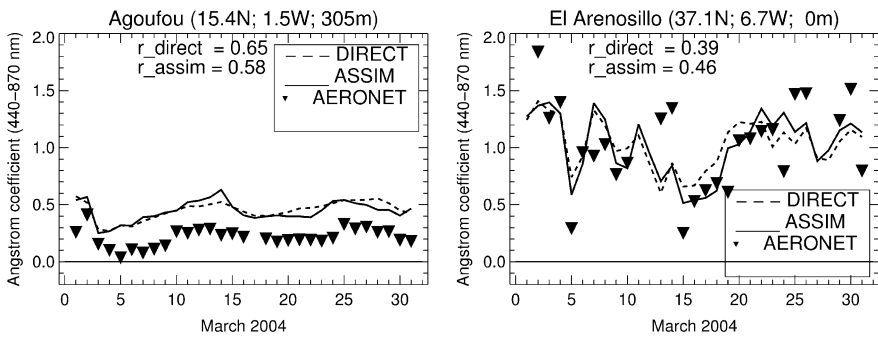 Agoufou (15.4N; 1.5W; 305m)
r_direct = 0.65
r_assim = 0.58
DIRECT
ASSIM
AERONET
Angstrom coefficient (440−870 nm)
2.0
1.5
1.0
0.5
0.0
0 5 10 15 20 25 30
March 2004
El Arenosillo (37.1N; 6.7W; 0m)
r_direct = 0.39
r_assim = 0.46
DIRECT
ASSIM
AERONET
Angstrom coefficient (440−870 nm)
2.0
1.5
1.0
0.5
0.0
0 5 10 15 20 25 30
March 2004